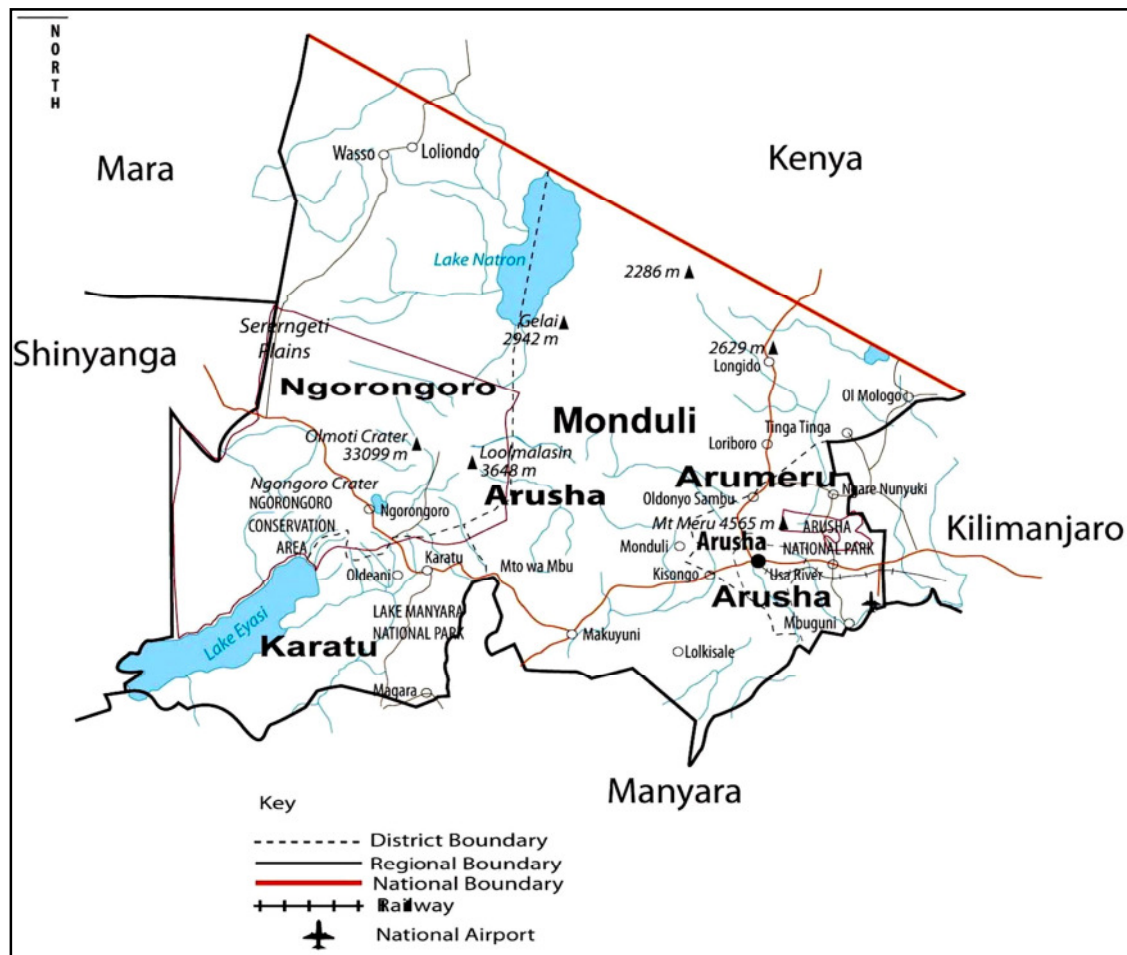 NORTH
Mara
Kenya
Wasso
Loliondo
Lake Natron
2286 m
Gelai
2942 m
Sererngeti
Plains
Shinyanga
2629 m
Longido
Ngorongoro
Ol Mologo
Monduli
Tinga Tinga
Olmoti Crater
33099 m
Loolmalasin
3648 m
Loriboro
Arumeru
Ngongoro Crater
NGORONGORO
CONSERVATION
AREA
Arusha
Oldonyo Sambu
Ngare Nunyuki
Ngorongoro
Mt Meru 4565 m
ARUSHA
NATIONAL PARK
Kilimanjaro
Monduli
Arusha
Karatu
Mto wa Mbu
Oldeani
Kisongo
Usa River
Arusha
LAKE MANYARA
NATIONAL PARK
Mbuguni
Lake Eyasi
Karatu
Makuyuni
Lolkisale
Magara
Manyara
Key
District Boundary
Regional Boundary
National Boundary
Railway
National Airport